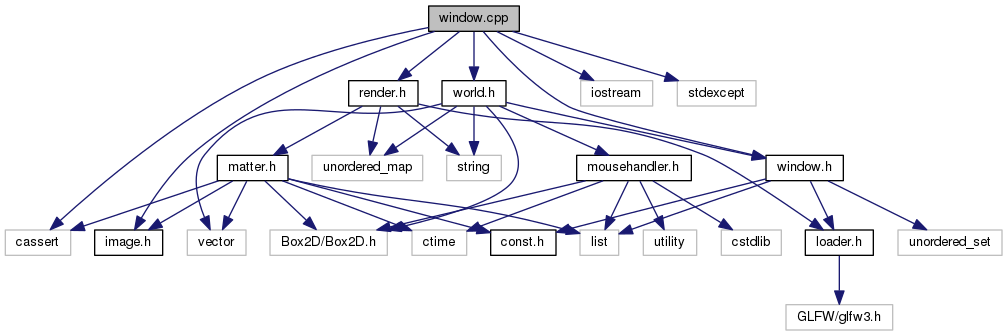 window.cpp
render.h
world.h
iostream
stdexcept
matter.h
unordered_map
string
mousehandler.h
window.h
cassert
image.h
vector
Box2D/Box2D.h
ctime
const.h
list
utility
cstdlib
loader.h
unordered_set
GLFW/glfw3.h